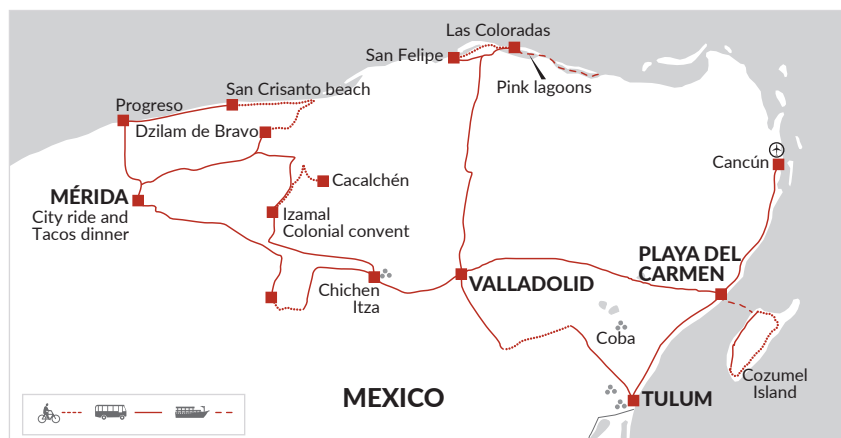 Las Coloradas
San Felipe
Pink lagoons
San Crisanto beach
Progreso
Dzilam de Bravo
Cancún
Cacalchén
MÉRIDA
City ride and
Tacos dinner
Izamal
Colonial convent
PLAYA DEL
CARMEN
VALLADOLID
Chichen
Itza
Coba
Cozumel
Island
MEXICO
TULUM